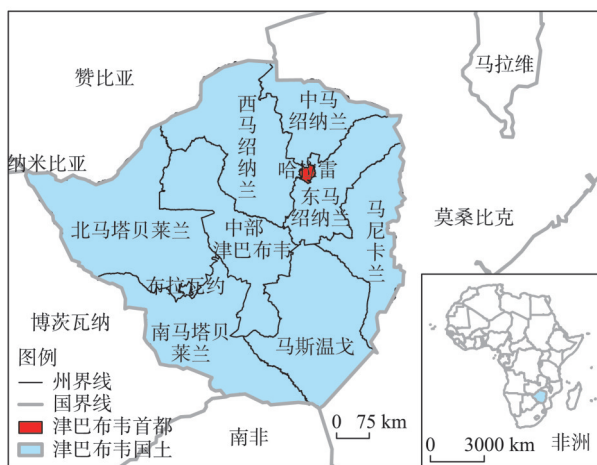 赞比亚
马拉维
中马
绍纳兰
西马绍纳兰
纳米比亚
哈拉雷
东马
绍纳兰
马尼卡兰
北马塔贝莱兰
中部
津巴布韦
莫桑比克
布拉瓦约
博茨瓦纳
南马塔贝
莱兰
马斯温戈
图例
州界线
国界线
津巴布韦首都
津巴布韦国土
南非
0 75 km
0 3000 km
非洲